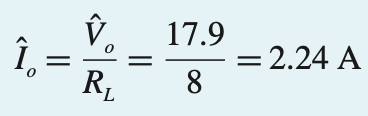 Î_o = V̂_o / R_L = 17.9 / 8 = 2.24 A